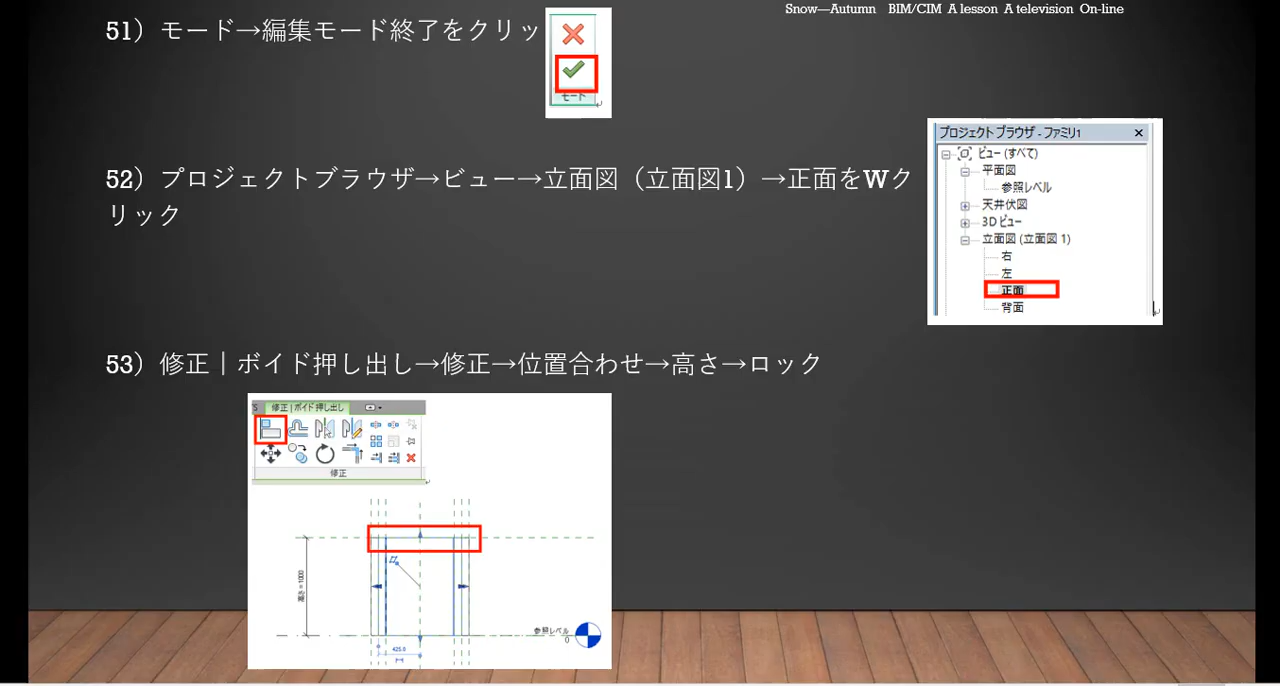 Snow—Autumn BIM/CIM A lesson A television On-line
51）モード→編集モード終了をクリッ
モード
52）プロジェクトブラウザ→ビュー→立面図（立面図1）→正面をWク
リック
プロジェクト ブラウザ - ファミリ1
ビュー (すべて)
平面図
参照レベル
天井伏図
3D ビュー
立面図 (立面図 1)
右
左
正面
背面
53）修正｜ボイド押し出し→修正→位置合わせ→高さ→ロック
修正 | ボイド 押し出し
修正
高さ = 1000
参照レベル
0
425.0